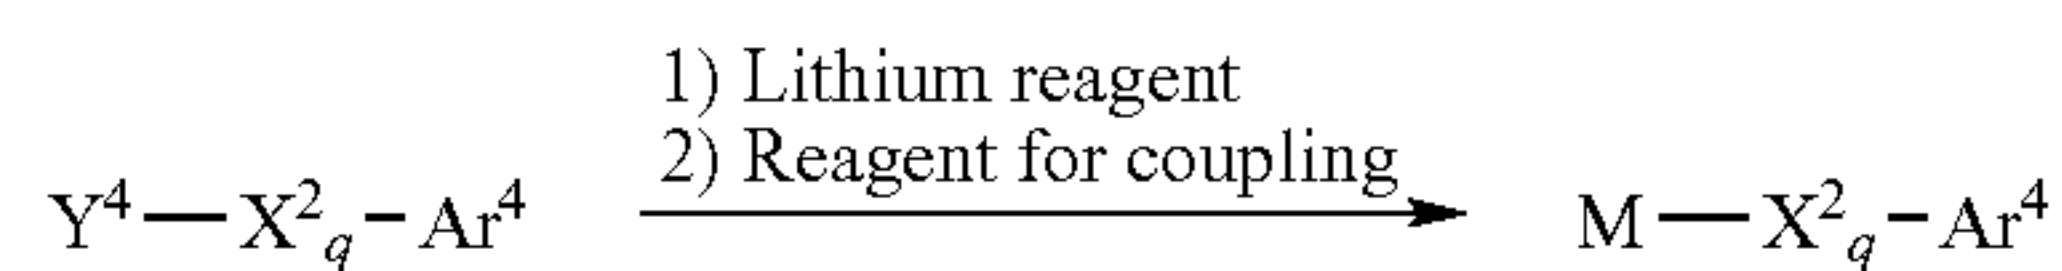 1) Lithium reagent
2) Reagent for coupling
Y⁴—X²q–Ar⁴ M—X²q–Ar⁴